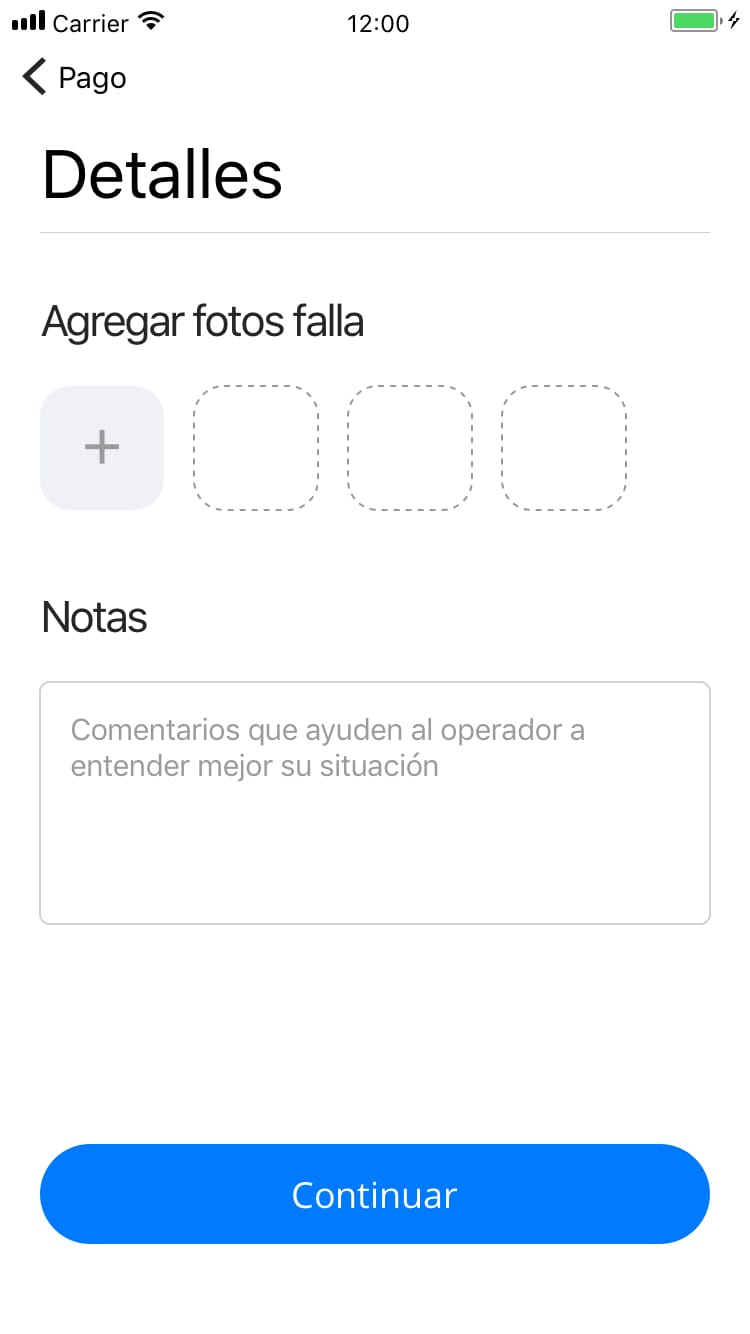 Carrier 12:00
Pago
Detalles
Agregar fotos falla
+
Notas
Comentarios que ayuden al operador a
entender mejor su situación
Continuar